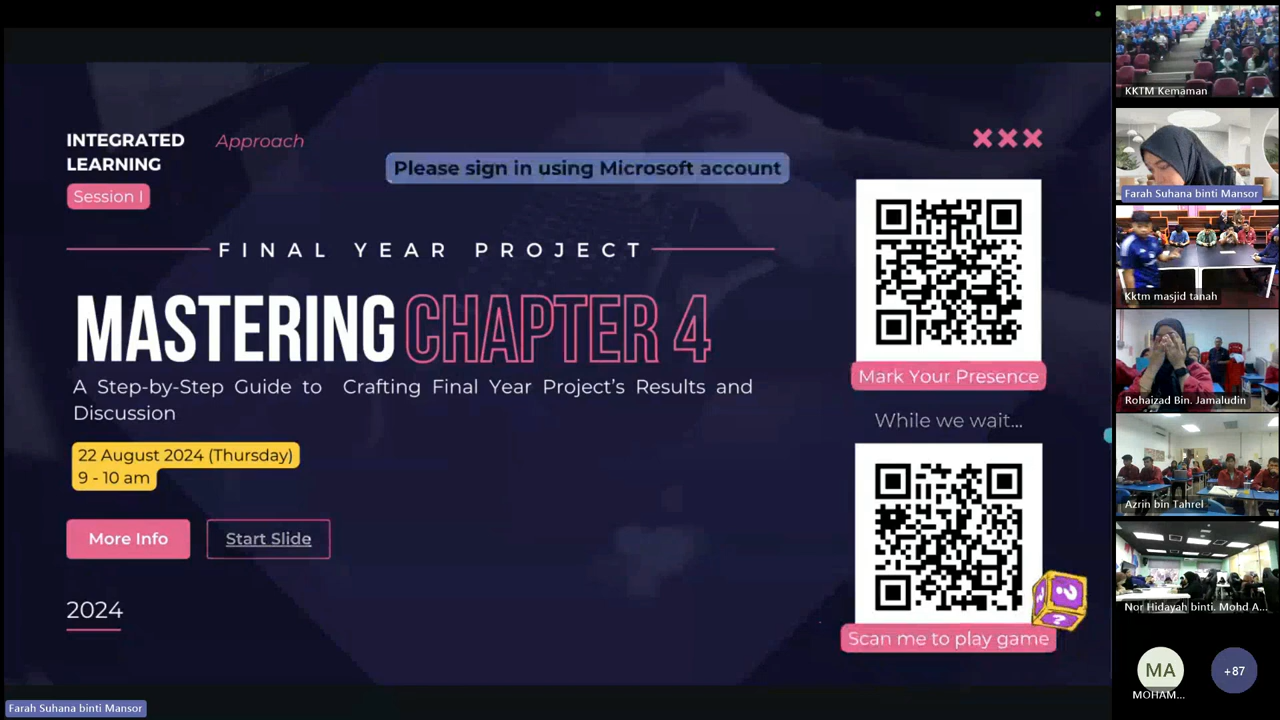 INTEGRATED
LEARNING
Approach
Session I
Please sign in using Microsoft account
FINAL YEAR PROJECT
MASTERING CHAPTER 4
A Step-by-Step Guide to Crafting Final Year Project's Results and
Discussion
22 August 2024 (Thursday)
9 - 10 am
More Info
Start Slide
2024
Mark Your Presence
While we wait...
Scan me to play game
Farah Suhana binti Mansor
KKTM Kemaman
Farah Suhana binti Mansor
Kktm masjid tanah
Rohaizad Bin. Jamaludin
Azrin bin Tahrel
Nor Hidayah binti. Mohd A...
MA
MOHAM...
+87